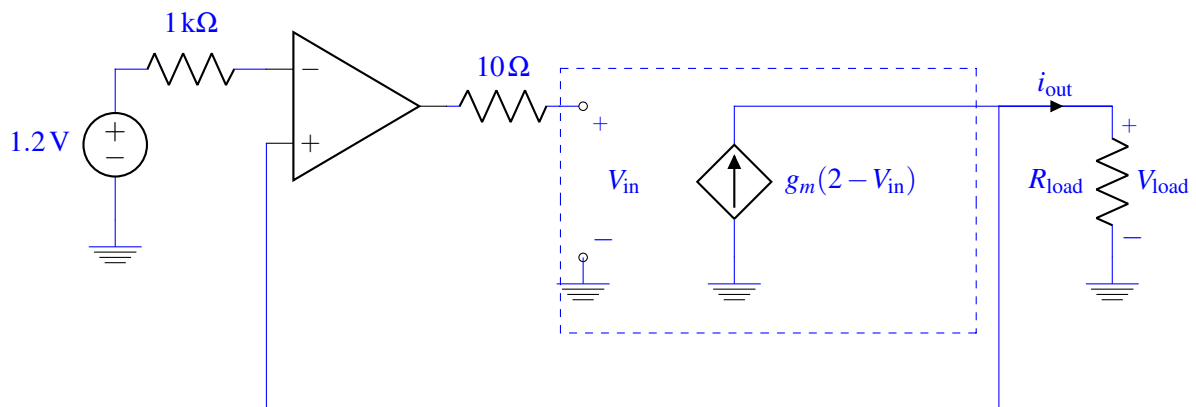 1 kΩ
10 Ω
i_out
1.2 V
+
−
−
+
+
V_in
−
g_m(2 − V_in)
R_load
+
V_load
−